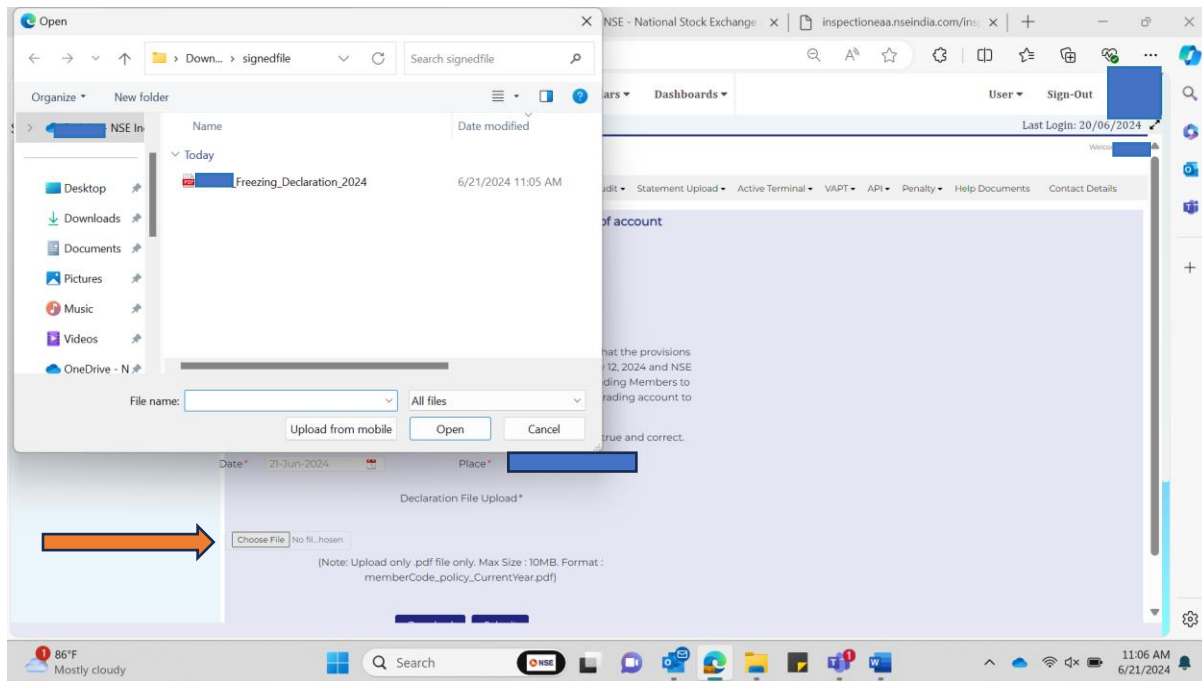 Open
NSE - National Stock Exchange
inspectioneaa.nseindia.com/ins
Down... > signedfile
Search signedfile
Organize
New folder
ars
Dashboards
User
Sign-Out
NSE In
Name
Date modified
Last Login: 20/06/2024
Today
_Freezing_Declaration_2024
6/21/2024 11:05 AM
Statement Upload
Active Terminal
VAPT
API
Penalty
Help Documents
Contact Details
Desktop
Downloads
Documents
Pictures
Music
Videos
OneDrive - N
of account
hat the provisions
12, 2024 and NSE
ding Members to
rading account to
true and correct.
File name:
All files
Upload from mobile
Open
Cancel
Date*
21-Jun-2024
Place*
Declaration File Upload*
Choose File No fil...hosen
(Note: Upload only .pdf file only. Max Size : 10MB. Format :
memberCode_policy_CurrentYear.pdf)
1
86°F
Mostly cloudy
Search
NSE
11:06 AM
6/21/2024